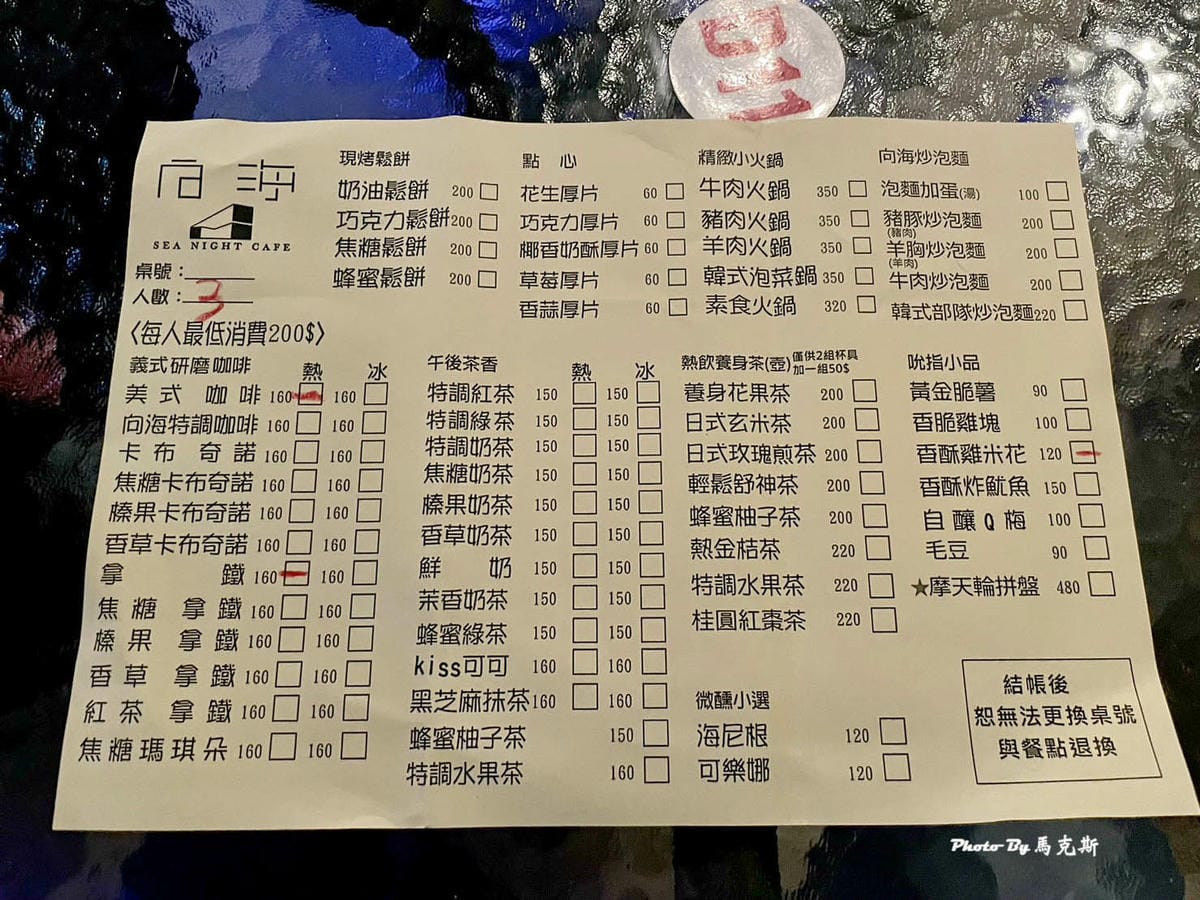 向海
SEA NIGHT CAFE
桌號：
人數：3
〈每人最低消費200$〉
現烤鬆餅
奶油鬆餅 200
巧克力鬆餅 200
焦糖鬆餅 200
蜂蜜鬆餅 200
點心
花生厚片 60
巧克力厚片 60
椰香奶酥厚片 60
草莓厚片 60
香蒜厚片 60
精緻小火鍋
牛肉火鍋 350
豬肉火鍋 350
羊肉火鍋 350
韓式泡菜鍋 350
素食火鍋 320
向海炒泡麵
泡麵加蛋(湯) 100
豬豚炒泡麵 200
(豬肉)
羊胸炒泡麵 200
(羊肉)
牛肉炒泡麵 200
韓式部隊炒泡麵 220
義式研磨咖啡 熱 冰
美式咖啡 160 160
向海特調咖啡 160 160
卡布奇諾 160 160
焦糖卡布奇諾 160 160
榛果卡布奇諾 160 160
香草卡布奇諾 160 160
拿鐵 160 160
焦糖拿鐵 160 160
榛果拿鐵 160 160
香草拿鐵 160 160
紅茶拿鐵 160 160
焦糖瑪琪朵 160 160
午後茶香 熱 冰
特調紅茶 150 150
特調綠茶 150 150
特調奶茶 150 150
焦糖奶茶 150 150
榛果奶茶 150 150
香草奶茶 150 150
鮮奶 150 150
茉香奶茶 150 150
蜂蜜綠茶 150 150
kiss可可 160 160
黑芝麻抹茶 160 160
蜂蜜柚子茶 150
特調水果茶 160
熱飲養身茶(壺) 僅供2組杯具
加一組50$
養身花果茶 200
日式玄米茶 200
日式玫瑰煎茶 200
輕鬆舒神茶 200
蜂蜜柚子茶 200
熱金桔茶 220
特調水果茶 220
桂圓紅棗茶 220
微醺小選
海尼根 120
可樂娜 120
吮指小品
黃金脆薯 90
香脆雞塊 100
香酥雞米花 120
香酥炸魷魚 150
自釀Q梅 100
毛豆 90
★摩天輪拼盤 480
結帳後
恕無法更換桌號
與餐點退換
Photo By 馬克斯